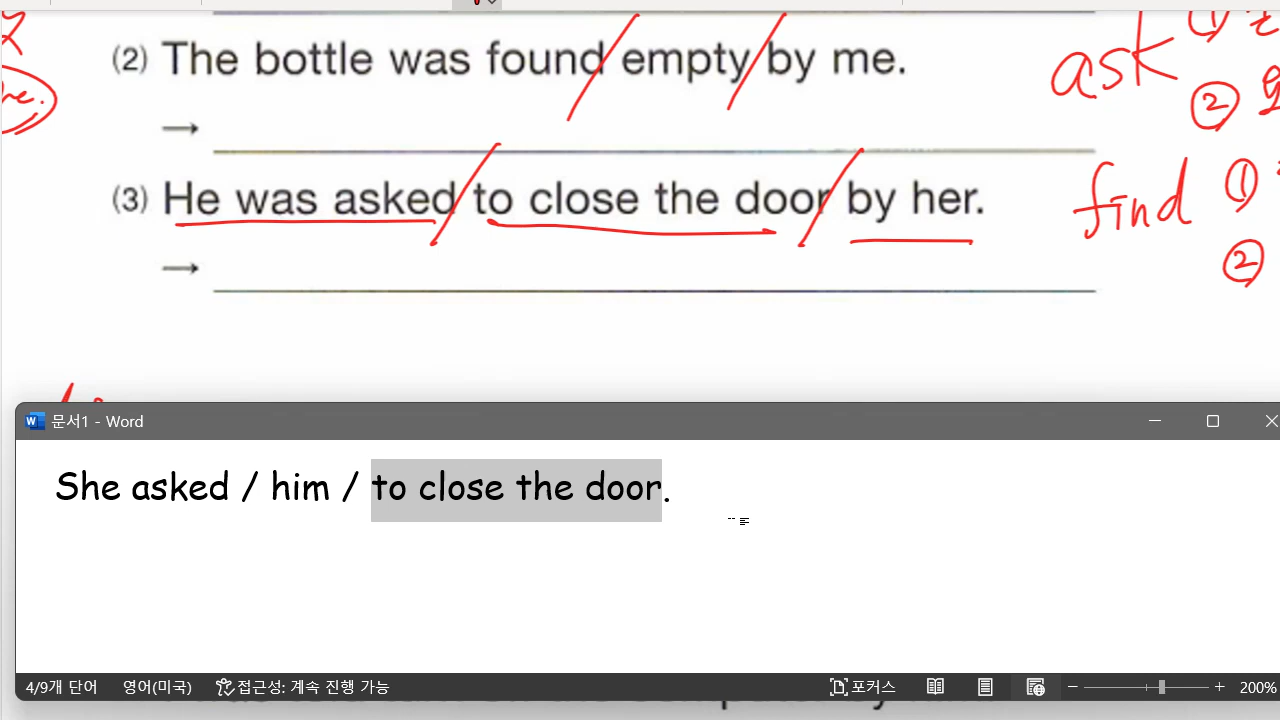 ask ①
(2) The bottle was found / empty / by me.
②
→
(3) He was asked / to close the door / by her.
find ①
②
→
문서1 - Word
She asked / him / to close the door.
4/9개 단어 영어(미국) 접근성: 계속 진행 가능 포커스 200%